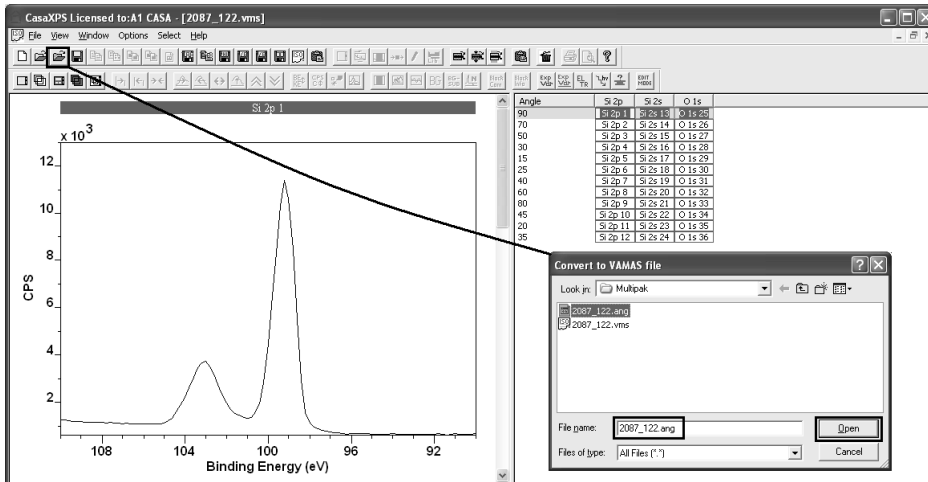 CasaXPS Licensed to:A1 CASA - [2087_122.vms]
File View Window Options Select Help
Si 2p 1
x 10³
12
10
8
6
4
2
CPS
108 104 100 96 92
Binding Energy (eV)
Angle Si 2p Si 2s O 1s
90 Si 2p 1 Si 2s 13 O 1s 25
70 Si 2p 2 Si 2s 14 O 1s 26
50 Si 2p 3 Si 2s 15 O 1s 27
30 Si 2p 4 Si 2s 16 O 1s 28
15 Si 2p 5 Si 2s 17 O 1s 29
25 Si 2p 6 Si 2s 18 O 1s 30
40 Si 2p 7 Si 2s 19 O 1s 31
60 Si 2p 8 Si 2s 20 O 1s 32
80 Si 2p 9 Si 2s 21 O 1s 33
45 Si 2p 10 Si 2s 22 O 1s 34
20 Si 2p 11 Si 2s 23 O 1s 35
35 Si 2p 12 Si 2s 24 O 1s 36
Convert to VAMAS file
Look in: Multipak
2087_122.ang
2087_122.vms
File name: 2087_122.ang Open
Files of type: All Files (*.*) Cancel